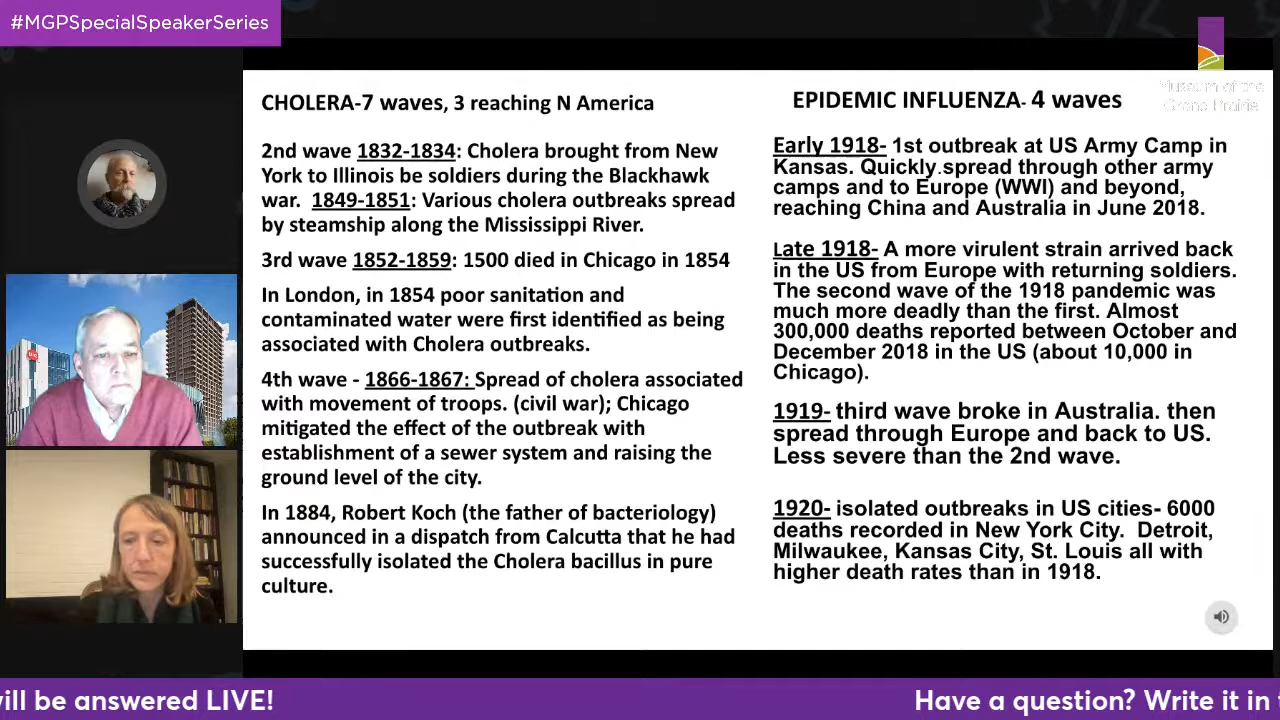 #MGPSpecialSpeakerSeries
Museum of the
Grand Prairie
CHOLERA-7 waves, 3 reaching N America
2nd wave 1832-1834: Cholera brought from New
York to Illinois be soldiers during the Blackhawk
war. 1849-1851: Various cholera outbreaks spread
by steamship along the Mississippi River.
3rd wave 1852-1859: 1500 died in Chicago in 1854
In London, in 1854 poor sanitation and
contaminated water were first identified as being
associated with Cholera outbreaks.
4th wave - 1866-1867: Spread of cholera associated
with movement of troops. (civil war); Chicago
mitigated the effect of the outbreak with
establishment of a sewer system and raising the
ground level of the city.
In 1884, Robert Koch (the father of bacteriology)
announced in a dispatch from Calcutta that he had
successfully isolated the Cholera bacillus in pure
culture.
EPIDEMIC INFLUENZA- 4 waves
Early 1918- 1st outbreak at US Army Camp in
Kansas. Quickly.spread through other army
camps and to Europe (WWI) and beyond,
reaching China and Australia in June 2018.
Late 1918- A more virulent strain arrived back
in the US from Europe with returning soldiers.
The second wave of the 1918 pandemic was
much more deadly than the first. Almost
300,000 deaths reported between October and
December 2018 in the US (about 10,000 in
Chicago).
1919- third wave broke in Australia. then
spread through Europe and back to US.
Less severe than the 2nd wave.
1920- isolated outbreaks in US cities- 6000
deaths recorded in New York City. Detroit,
Milwaukee, Kansas City, St. Louis all with
higher death rates than in 1918.
UIC
will be answered LIVE! Have a question? Write it in